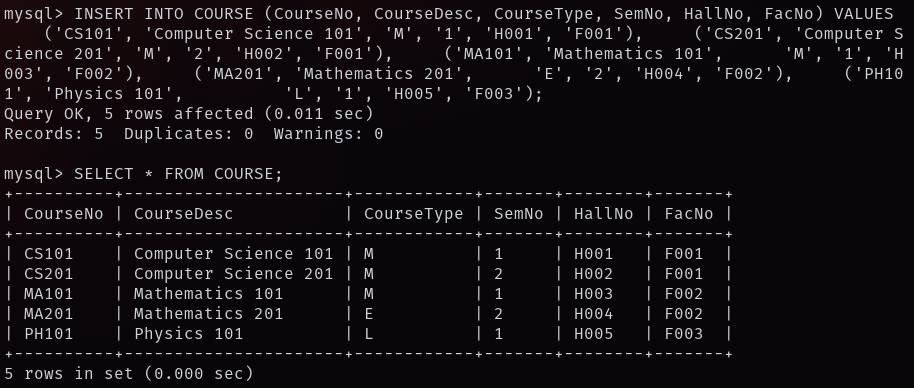 mysql> INSERT INTO COURSE (CourseNo, CourseDesc, CourseType, SemNo, HallNo, FacNo) VALUES
    ('CS101', 'Computer Science 101', 'M', '1', 'H001', 'F001'),     ('CS201', 'Computer S
cience 201', 'M', '2', 'H002', 'F001'),     ('MA101', 'Mathematics 101',      'M', '1', 'H
003', 'F002'),     ('MA201', 'Mathematics 201',      'E', '2', 'H004', 'F002'),     ('PH10
1', 'Physics 101',          'L', '1', 'H005', 'F003');
Query OK, 5 rows affected (0.011 sec)
Records: 5  Duplicates: 0  Warnings: 0

mysql> SELECT * FROM COURSE;
+----------+----------------------+------------+-------+--------+-------+
| CourseNo | CourseDesc           | CourseType | SemNo | HallNo | FacNo |
+----------+----------------------+------------+-------+--------+-------+
| CS101    | Computer Science 101 | M          | 1     | H001   | F001  |
| CS201    | Computer Science 201 | M          | 2     | H002   | F001  |
| MA101    | Mathematics 101      | M          | 1     | H003   | F002  |
| MA201    | Mathematics 201      | E          | 2     | H004   | F002  |
| PH101    | Physics 101          | L          | 1     | H005   | F003  |
+----------+----------------------+------------+-------+--------+-------+
5 rows in set (0.000 sec)